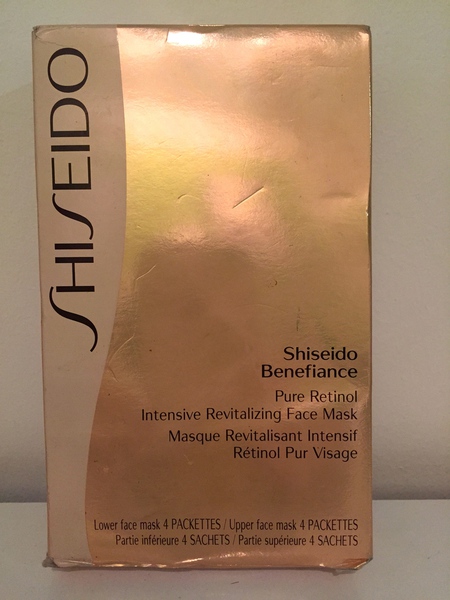 SHISEIDO
Shiseido
Benefiance
Pure Retinol
Intensive Revitalizing Face Mask
Masque Revitalisant Intensif
Rétinol Pur Visage
Lower face mask 4 PACKETTES / Upper face mask 4 PACKETTES
Partie inférieure 4 SACHETS / Partie supérieure 4 SACHETS